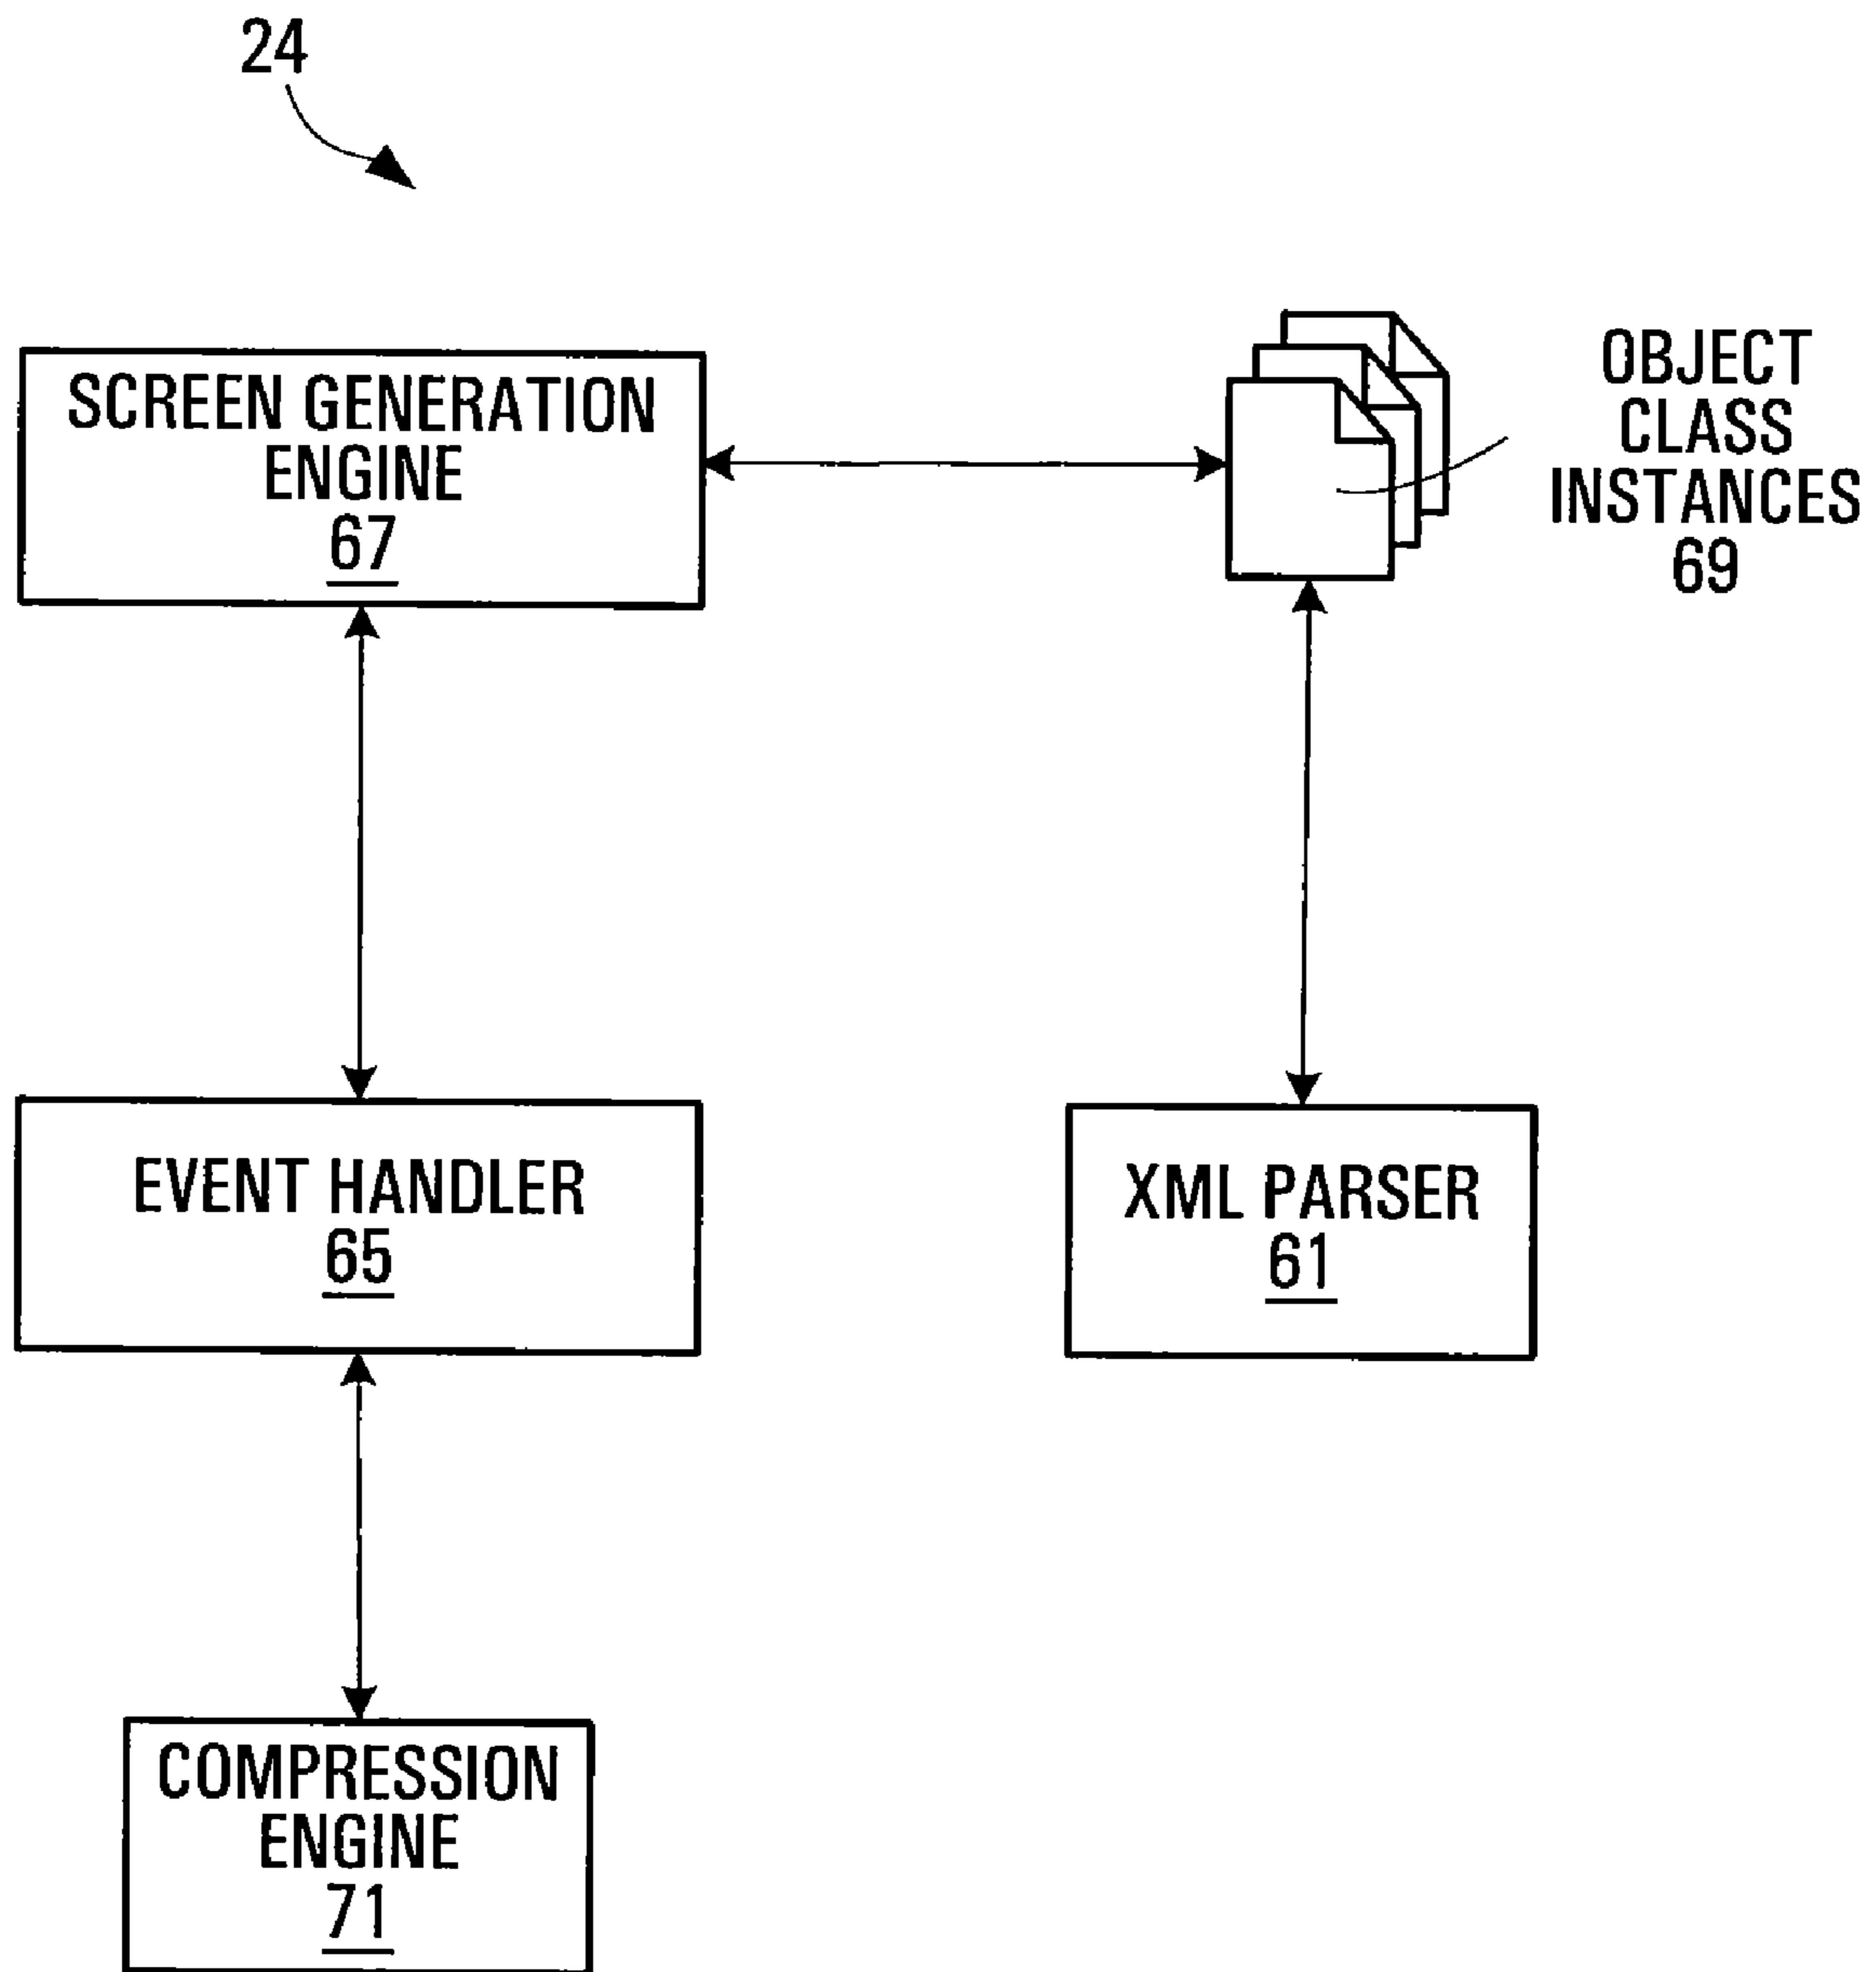 24
SCREEN GENERATION
ENGINE
67
OBJECT
CLASS
INSTANCES
69
EVENT HANDLER
65
XML PARSER
61
COMPRESSION
ENGINE
71